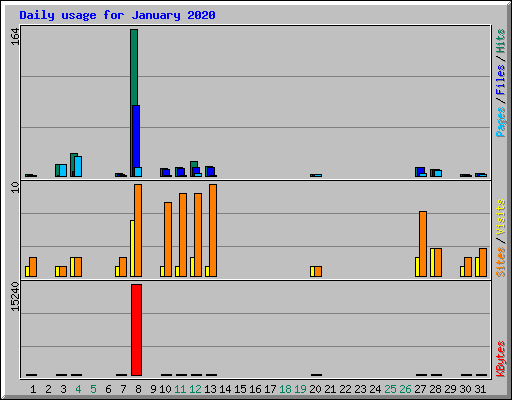 Daily usage for January 2020
164
Pages / Files / Hits
10
Sites / Visits
15240
KBytes
1 2 3 4 5 6 7 8 9 10 11 12 13 14 15 16 17 18 19 20 21 22 23 24 25 26 27 28 29 30 31